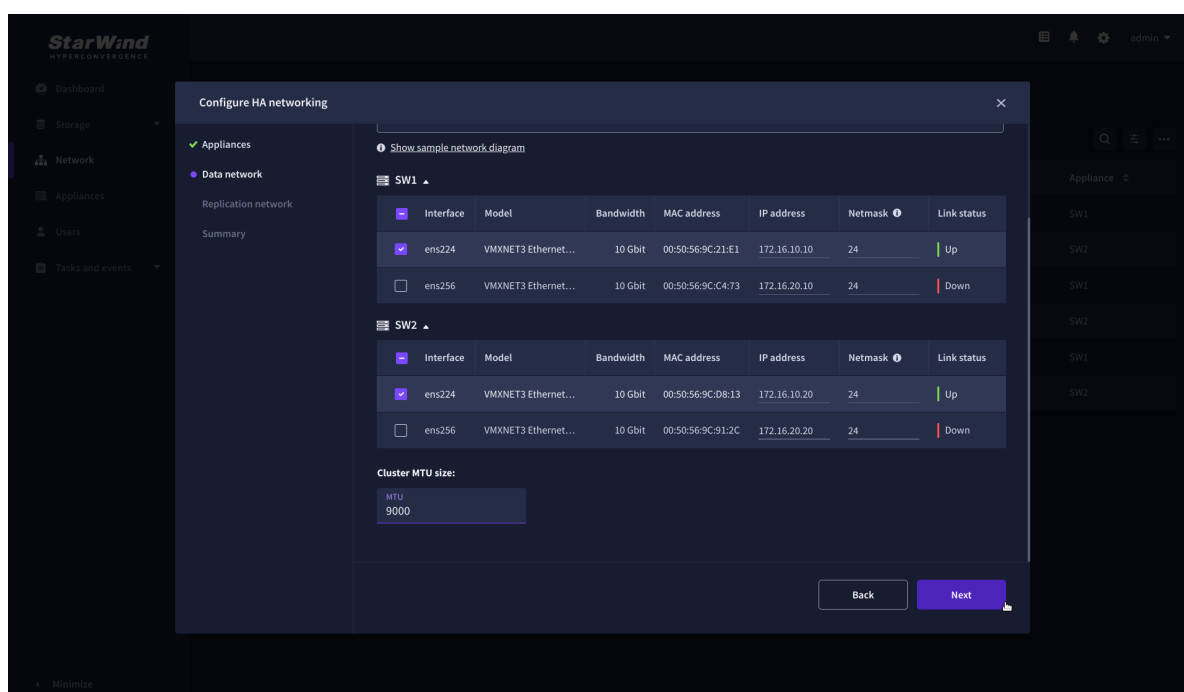 StarWind
HYPERCONVERGENCE
admin
Dashboard
Storage
Network
Appliances
Users
Tasks and events
Minimize
Configure HA networking
Appliances
Data network
Replication network
Summary
Show sample network diagram
SW1
Interface Model Bandwidth MAC address IP address Netmask Link status
ens224 VMXNET3 Ethernet... 10 Gbit 00:50:56:9C:21:E1 172.16.10.10 24 Up
ens256 VMXNET3 Ethernet... 10 Gbit 00:50:56:9C:C4:73 172.16.20.10 24 Down
SW2
Interface Model Bandwidth MAC address IP address Netmask Link status
ens224 VMXNET3 Ethernet... 10 Gbit 00:50:56:9C:D8:13 172.16.10.20 24 Up
ens256 VMXNET3 Ethernet... 10 Gbit 00:50:56:9C:91:2C 172.16.20.20 24 Down
Cluster MTU size:
MTU
9000
Back Next
Appliance
SW1
SW2
SW1
SW2
SW1
SW2